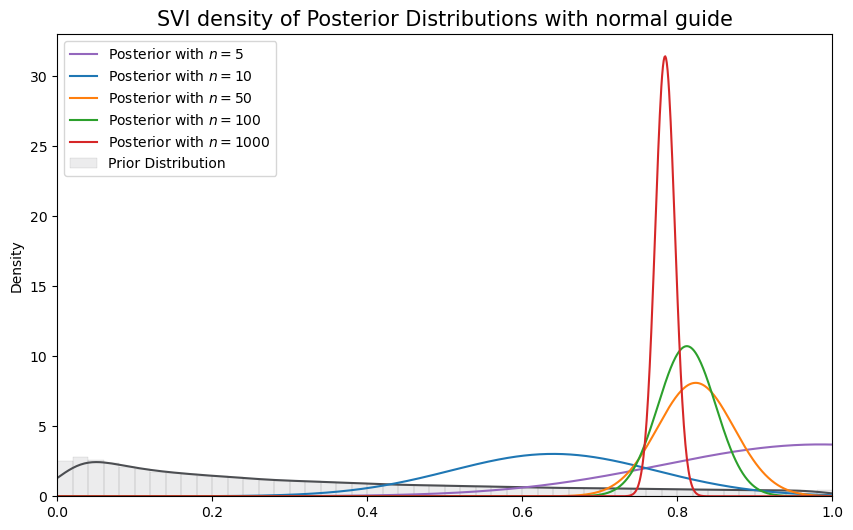 SVI density of Posterior Distributions with normal guide
Posterior with n = 5
Posterior with n = 10
Posterior with n = 50
Posterior with n = 100
Posterior with n = 1000
Prior Distribution
Density
30
25
20
15
10
5
0
0.0 0.2 0.4 0.6 0.8 1.0